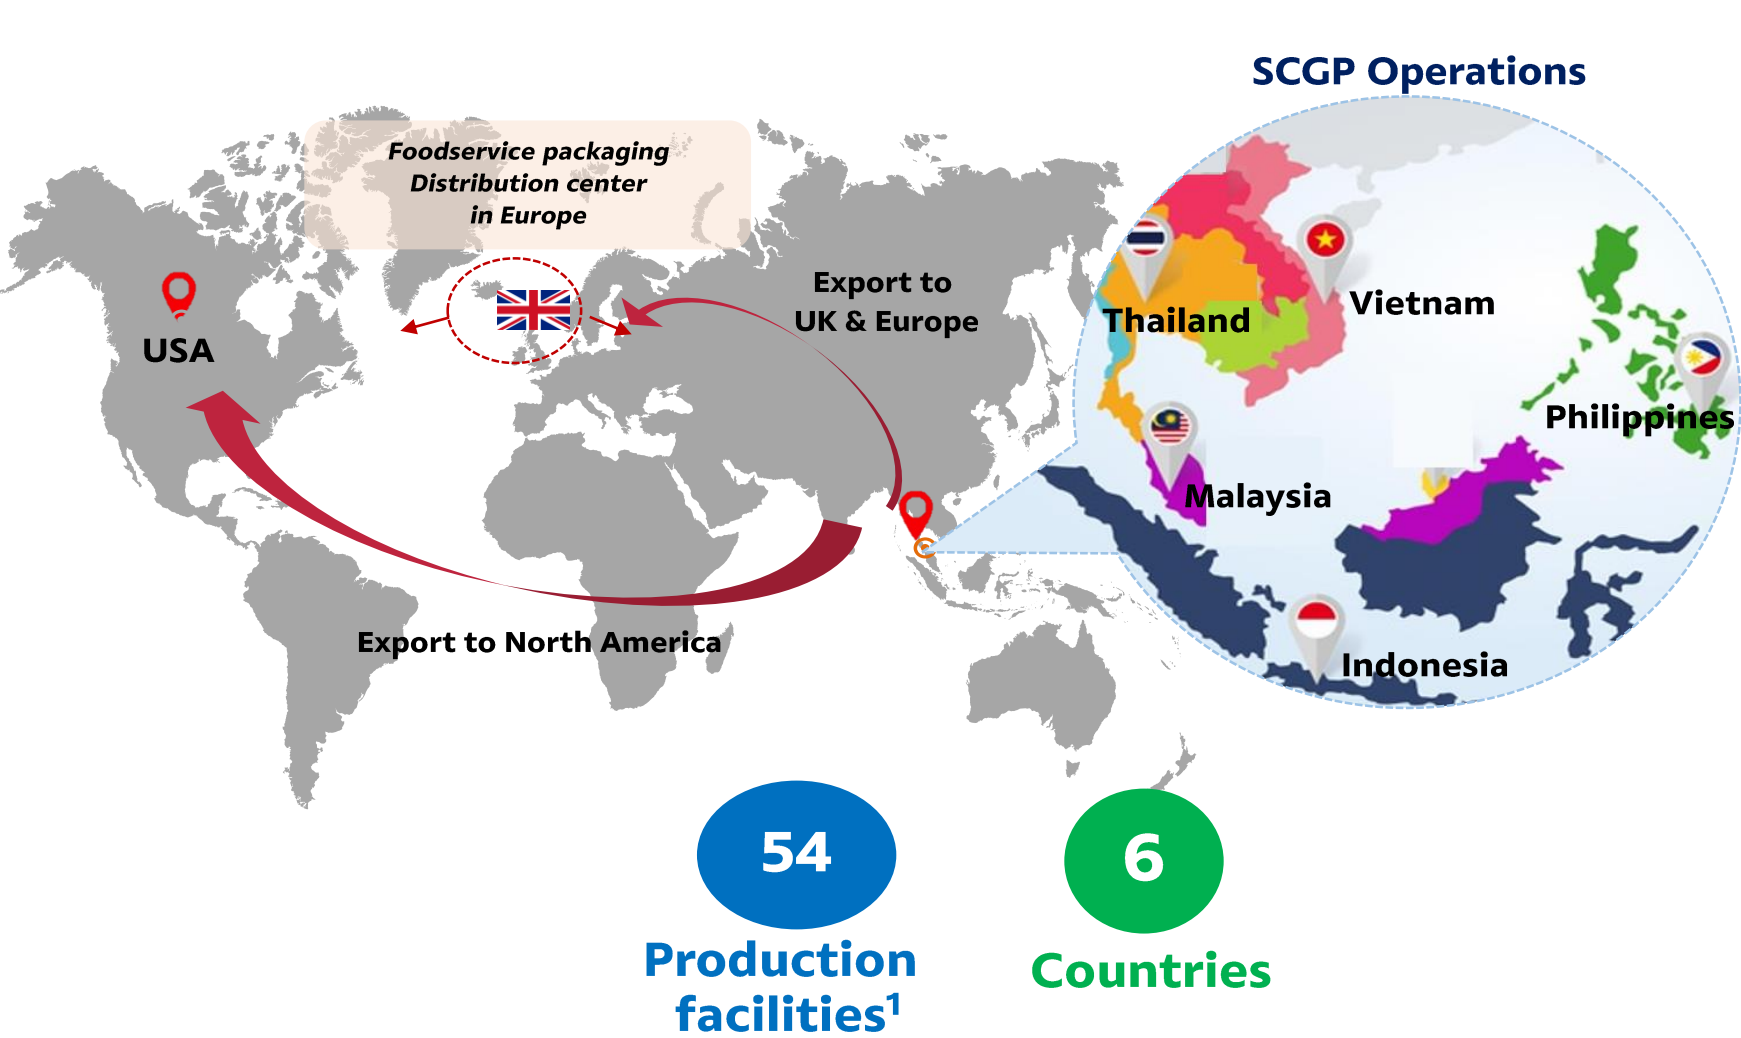 SCGP Operations
Foodservice packaging
Distribution center
in Europe
Export to
UK & Europe
USA
Thailand
Vietnam
Philippines
Malaysia
Indonesia
Export to North America
54
Production
facilities¹
6
Countries